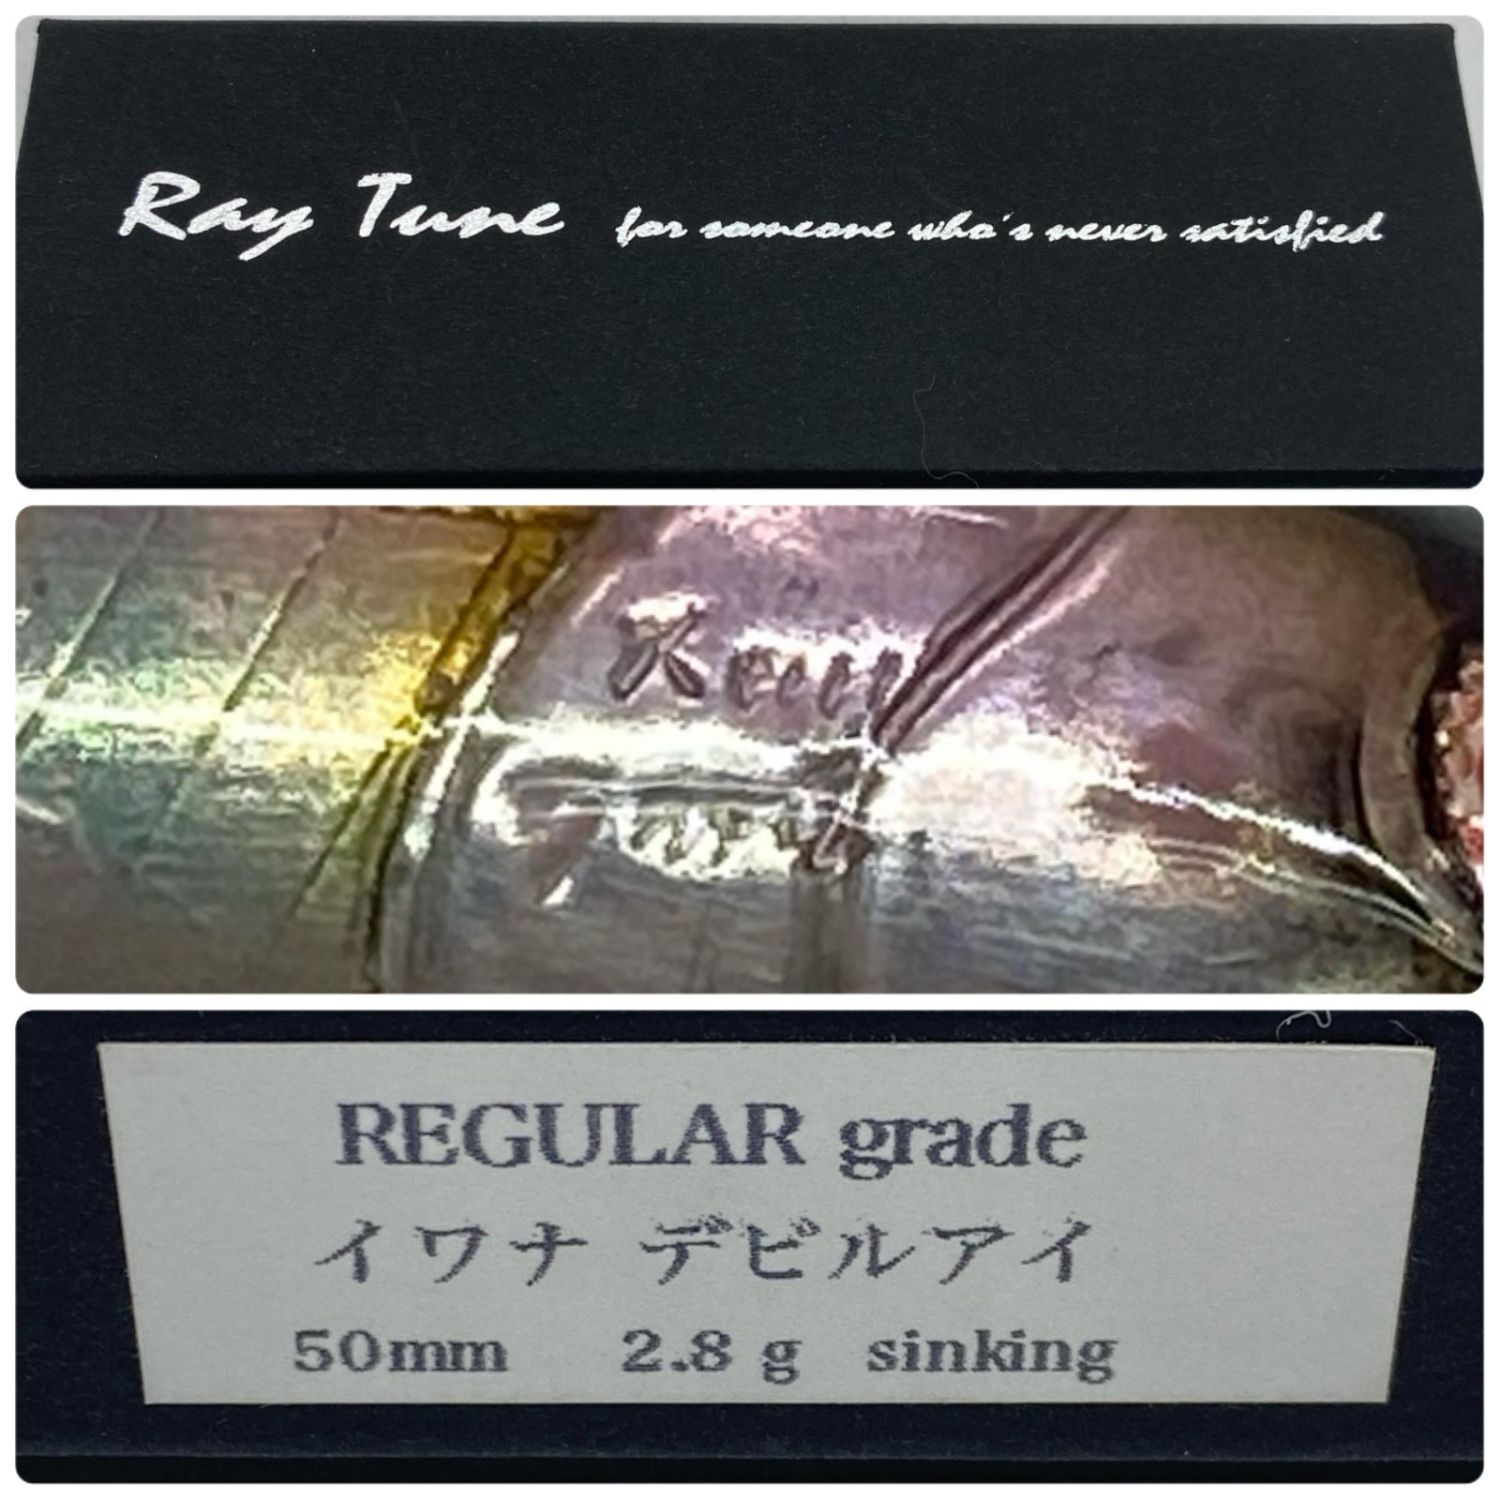 Ray Tune for someone who's never satisfied
REGULAR grade
イワナ デビルアイ
50mm 2.8g sinking